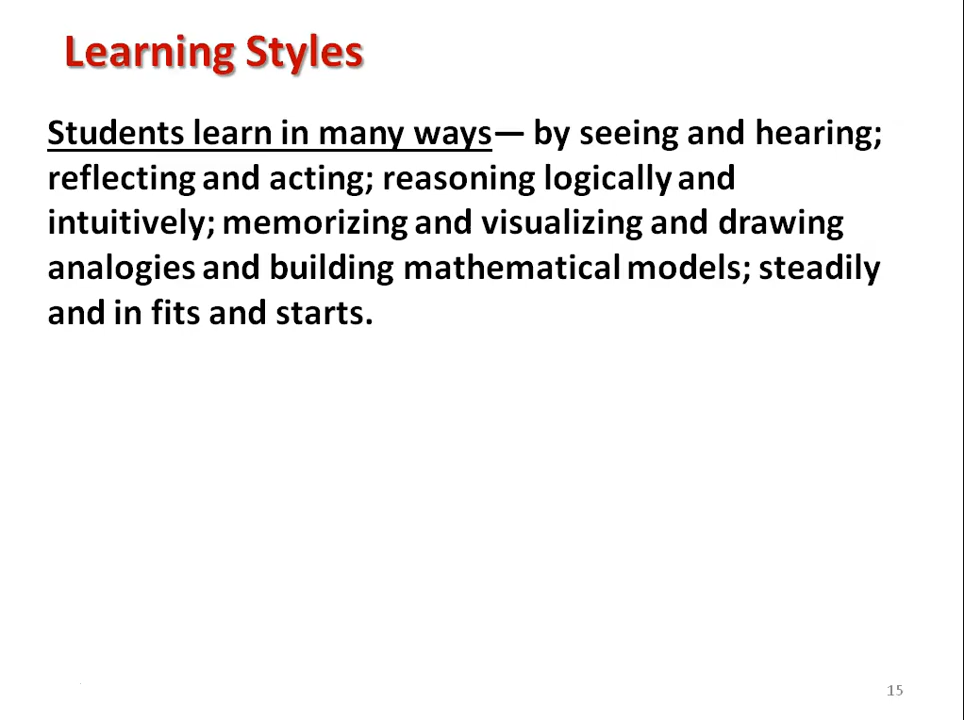 Learning Styles
Students learn in many ways— by seeing and hearing;
reflecting and acting; reasoning logically and
intuitively; memorizing and visualizing and drawing
analogies and building mathematical models; steadily
and in fits and starts.
15